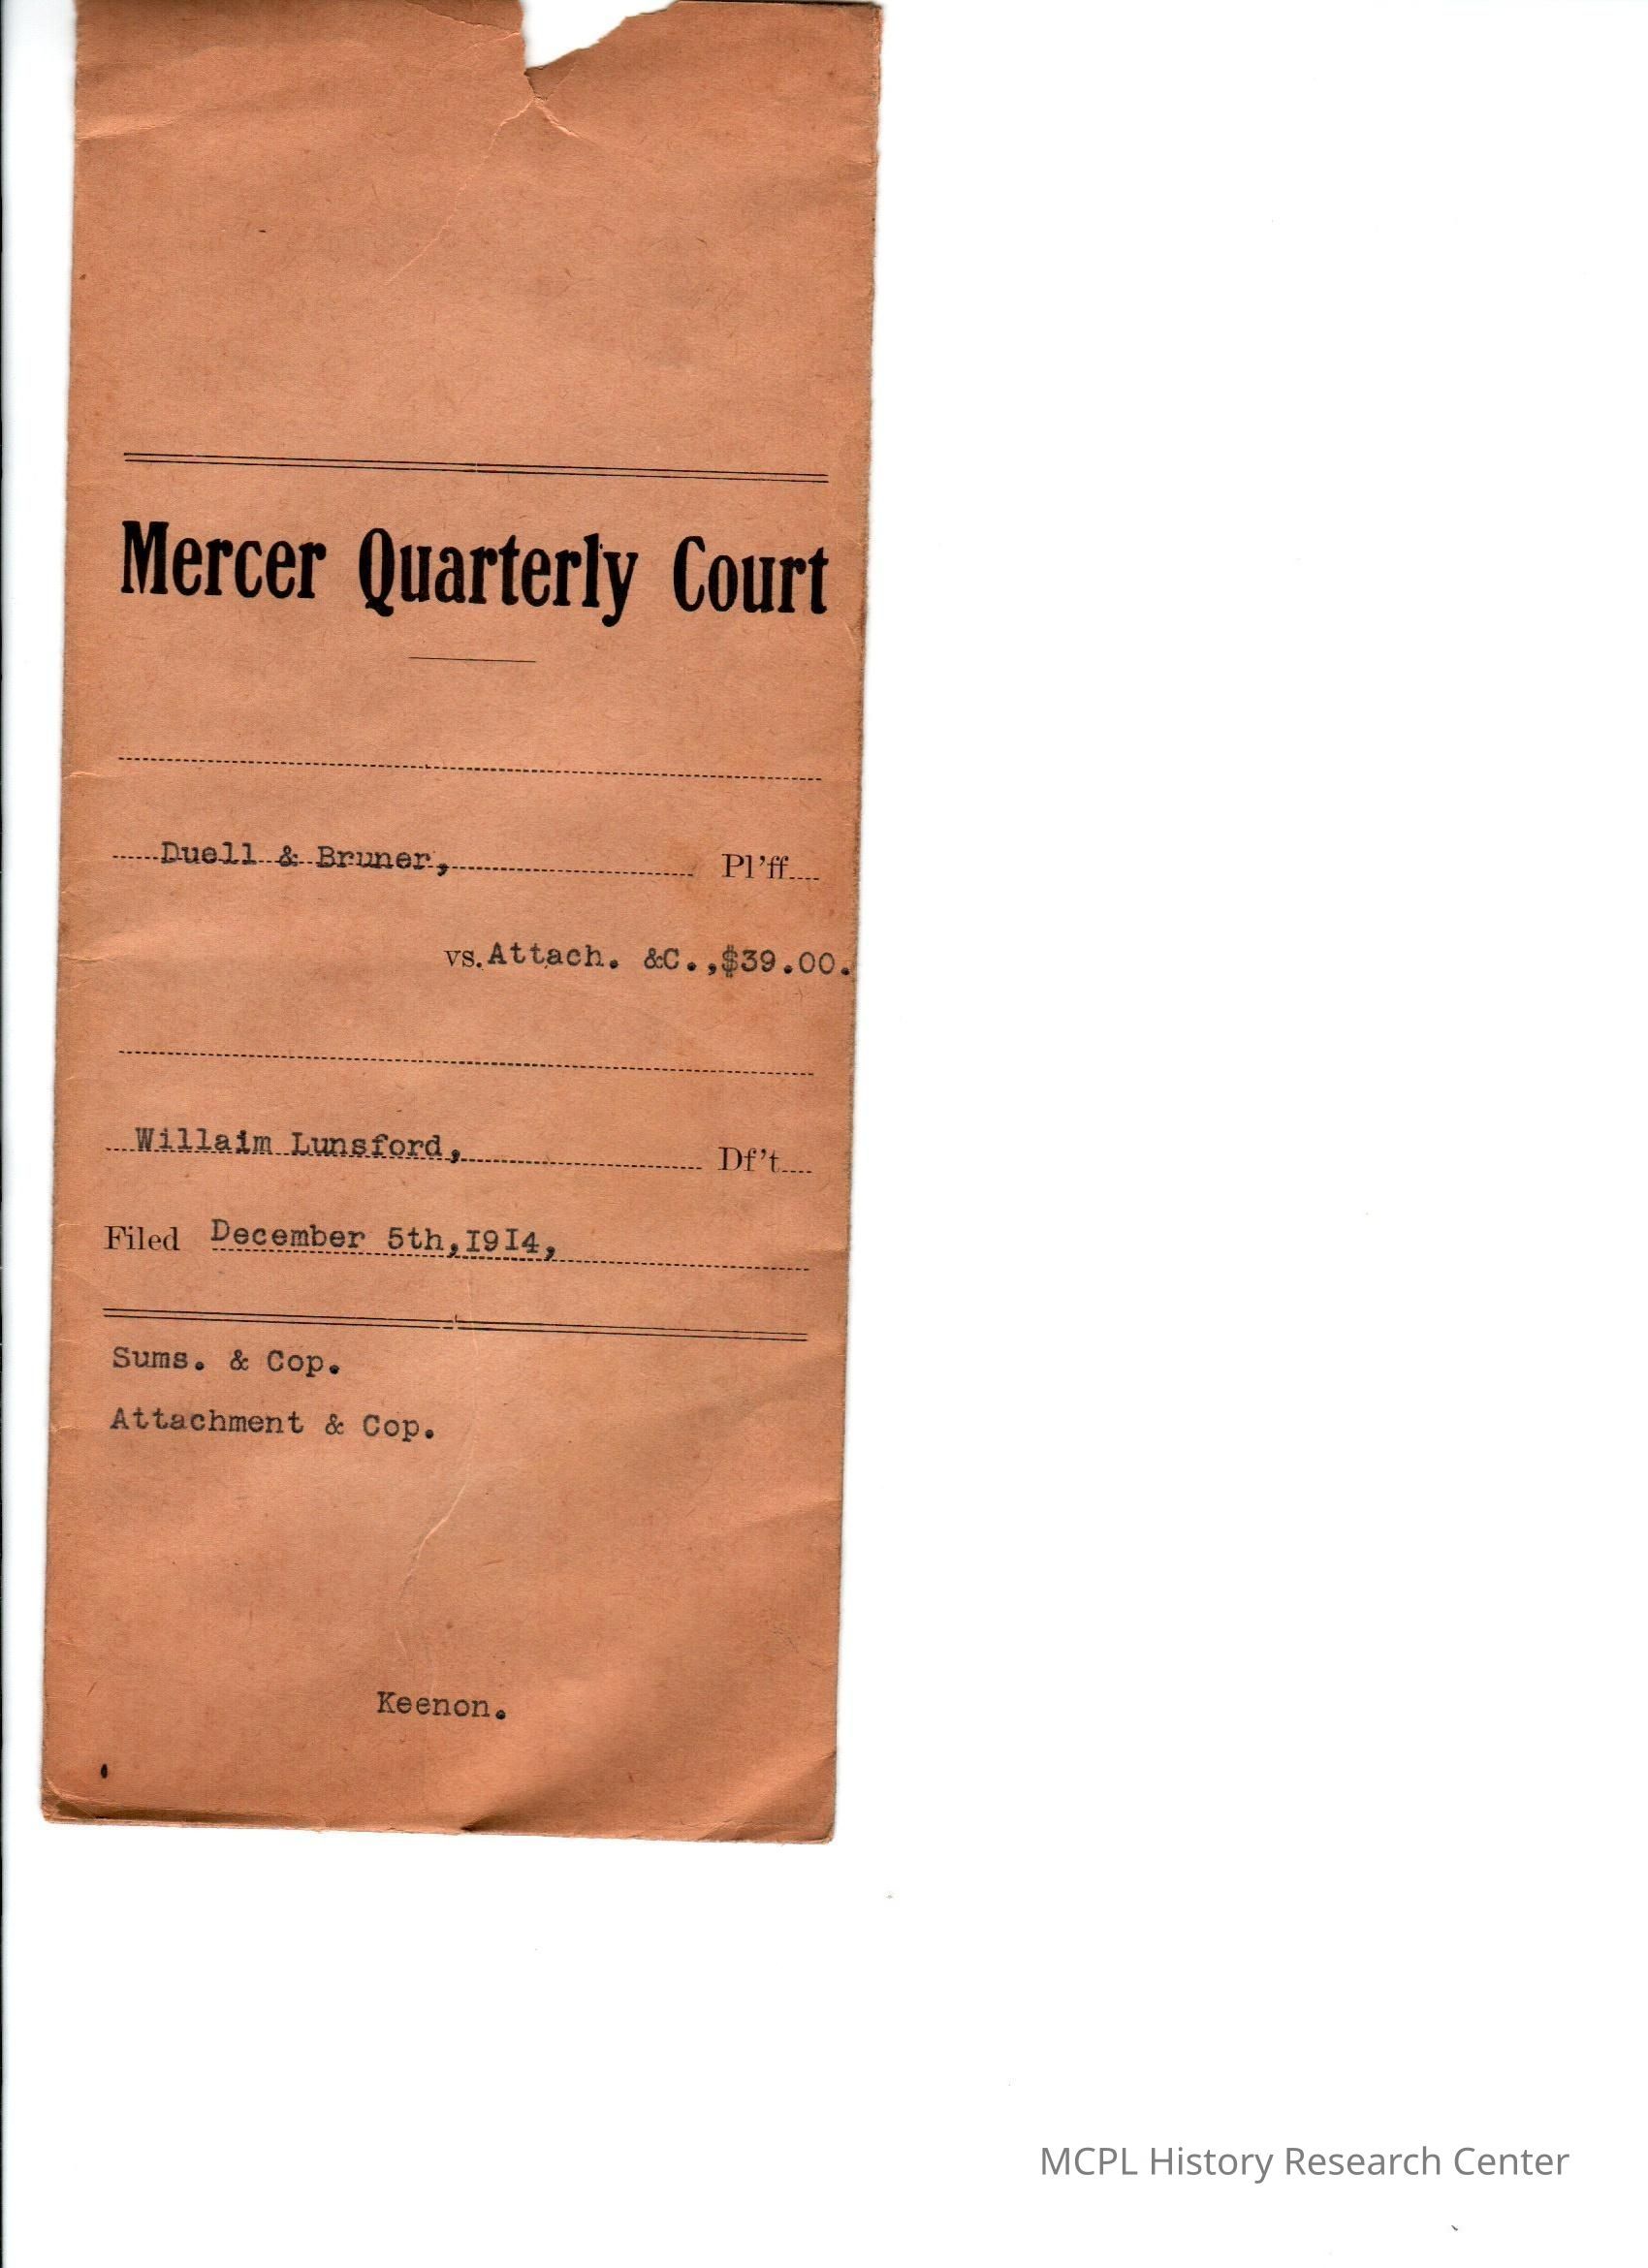 Mercer Quarterly Court
Duell & Bruner, Pl'ff
vs. Attach. &C.,$39.00.
Willaim Lunsford, Df't
Filed December 5th,I9I4,
Sums. & Cop.
Attachment & Cop.
Keenon.
MCPL History Research Center